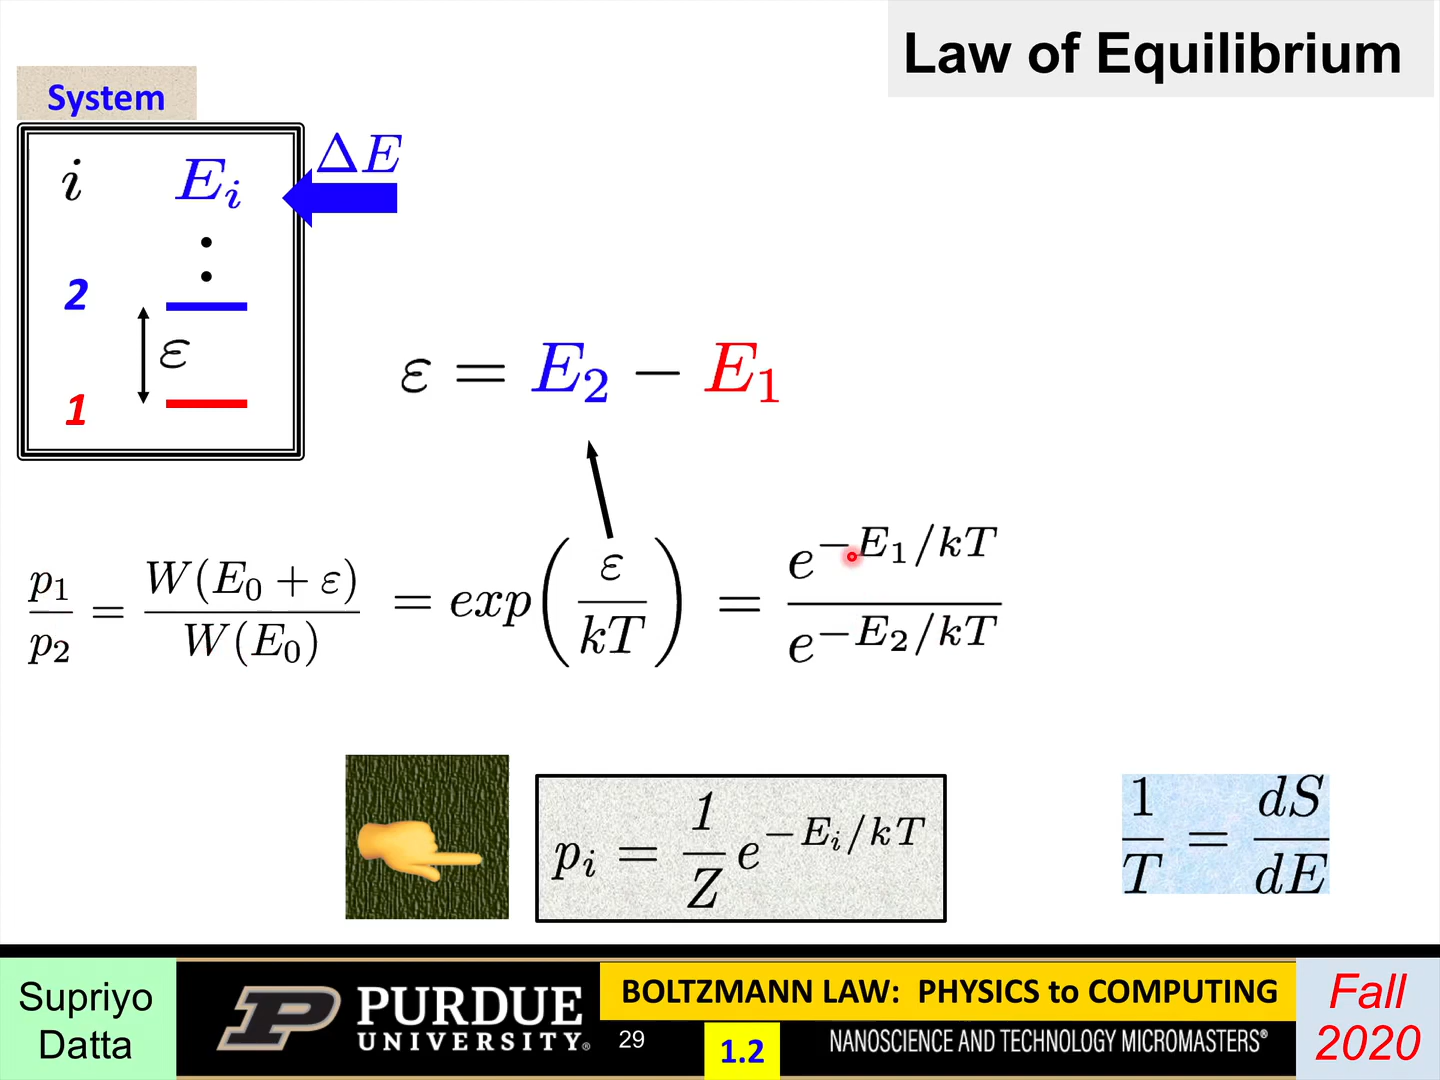 Law of Equilibrium
System
ΔE
i E_i
2
ε
1
ε = E_2 − E_1
p_1/p_2 = W(E_0 + ε)/W(E_0) = exp(ε/kT) = e^{−E_1/kT}/e^{−E_2/kT}
p_i = 1/Z e^{−E_i/kT}
1/T = dS/dE
Supriyo
Datta
PURDUE
UNIVERSITY®
29
BOLTZMANN LAW: PHYSICS to COMPUTING
1.2
NANOSCIENCE AND TECHNOLOGY MICROMASTERS®
Fall
2020